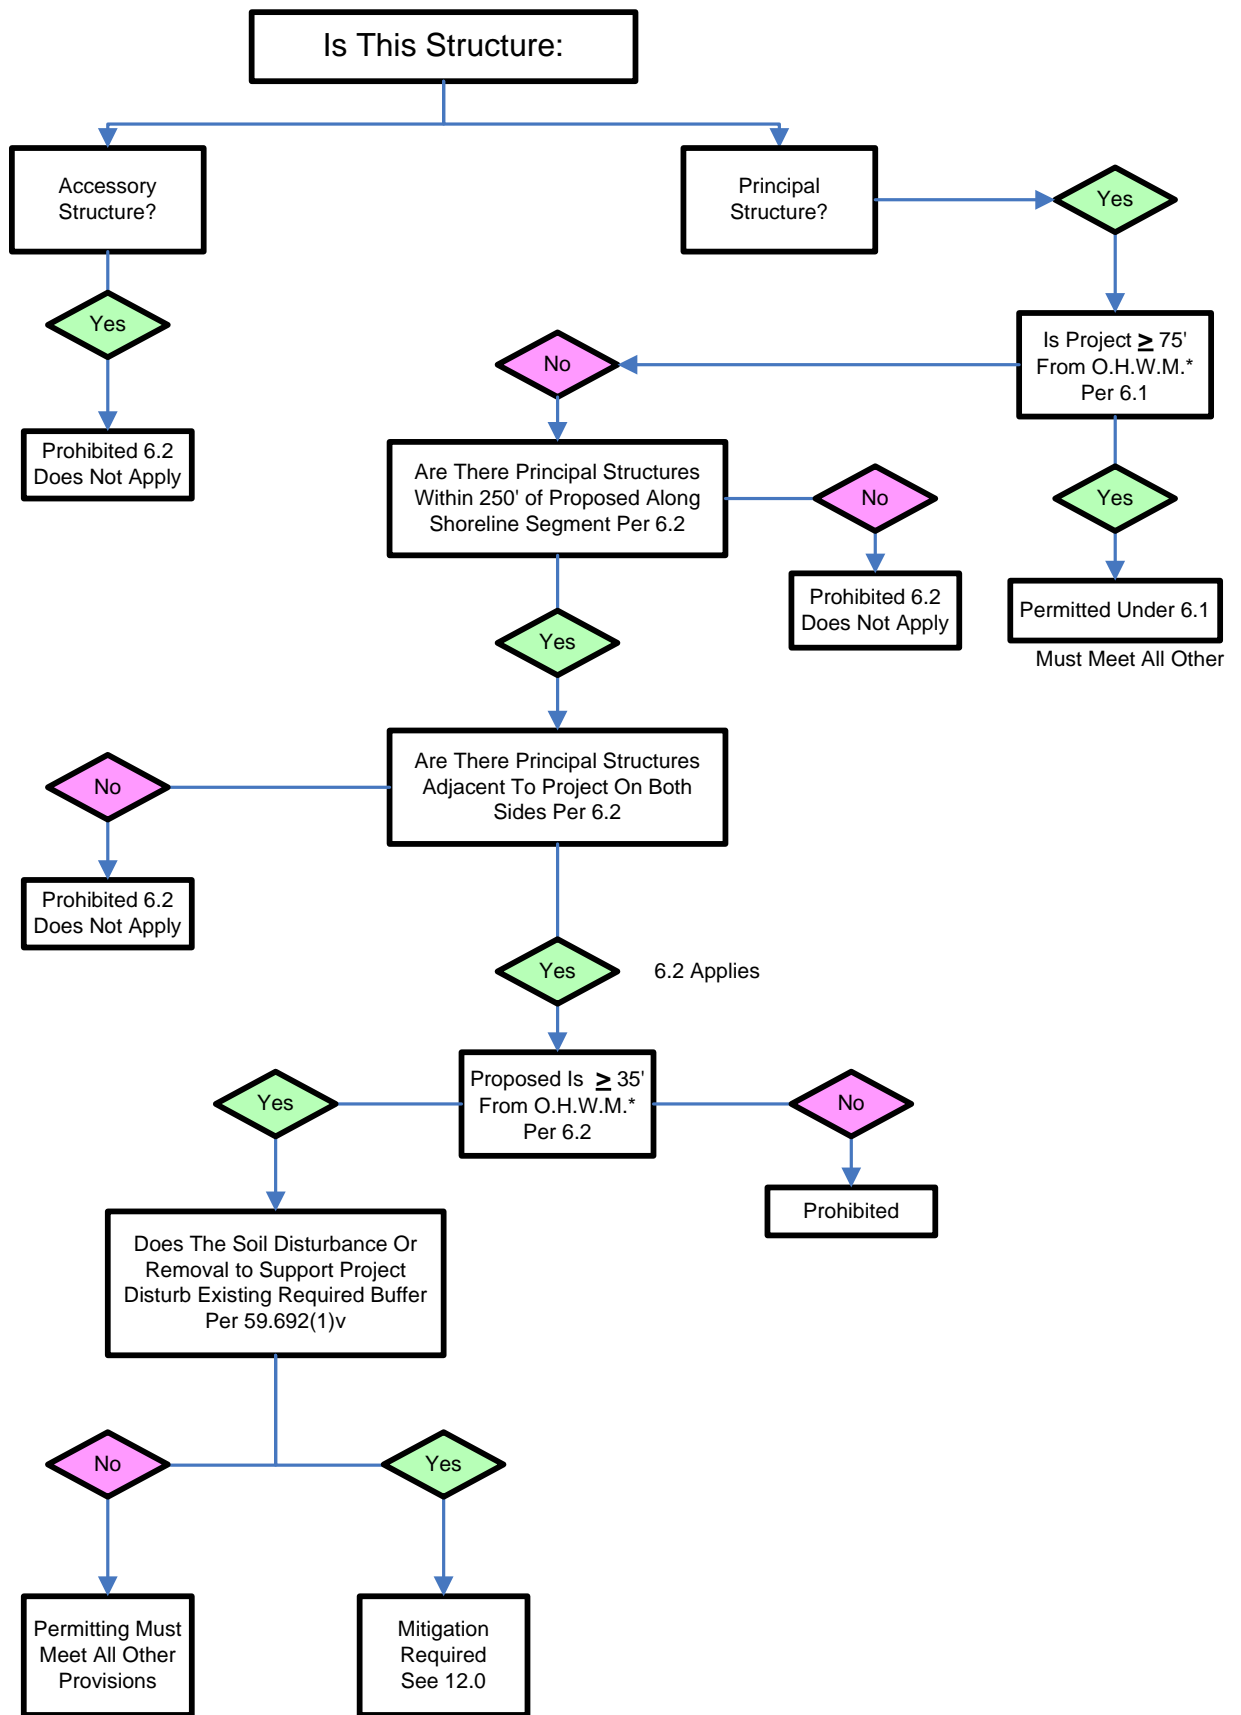 Is This Structure:
Accessory
Structure?
Principal
Structure?
Yes
Yes
Is Project ≥ 75'
From O.H.W.M.*
Per 6.1
No
Prohibited 6.2
Does Not Apply
Are There Principal Structures
Within 250' of Proposed Along
Shoreline Segment Per 6.2
No
Yes
Prohibited 6.2
Does Not Apply
Permitted Under 6.1
Must Meet All Other
Yes
Are There Principal Structures
Adjacent To Project On Both
Sides Per 6.2
No
Prohibited 6.2
Does Not Apply
Yes
6.2 Applies
Proposed Is ≥ 35'
From O.H.W.M.*
Per 6.2
Yes
No
Prohibited
Does The Soil Disturbance Or
Removal to Support Project
Disturb Existing Required Buffer
Per 59.692(1)v
No
Yes
Permitting Must
Meet All Other
Provisions
Mitigation
Required
See 12.0